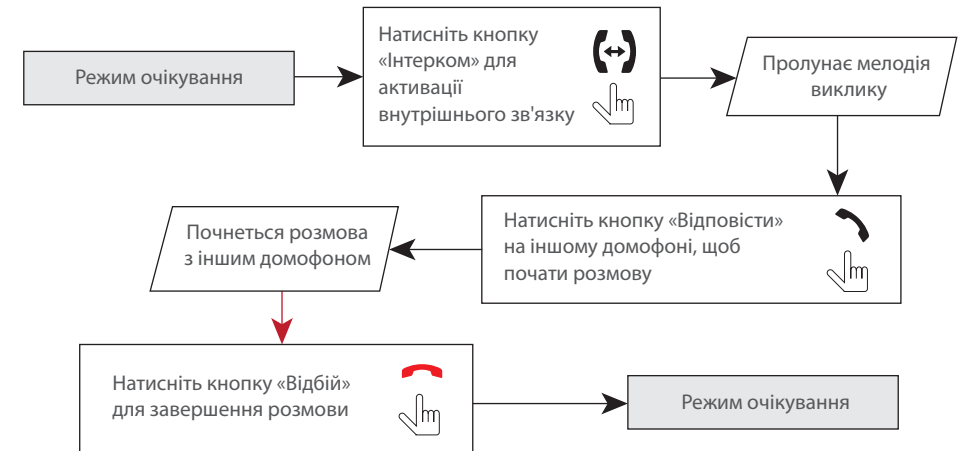 Режим очікування
Натисніть кнопку
«Інтерком» для
активації
внутрішнього зв'язку
Пролунає мелодія
виклику
Натисніть кнопку «Відповісти»
на іншому домофоні, щоб
почати розмову
Почнеться розмова
з іншим домофоном
Натисніть кнопку «Відбій»
для завершення розмови
Режим очікування